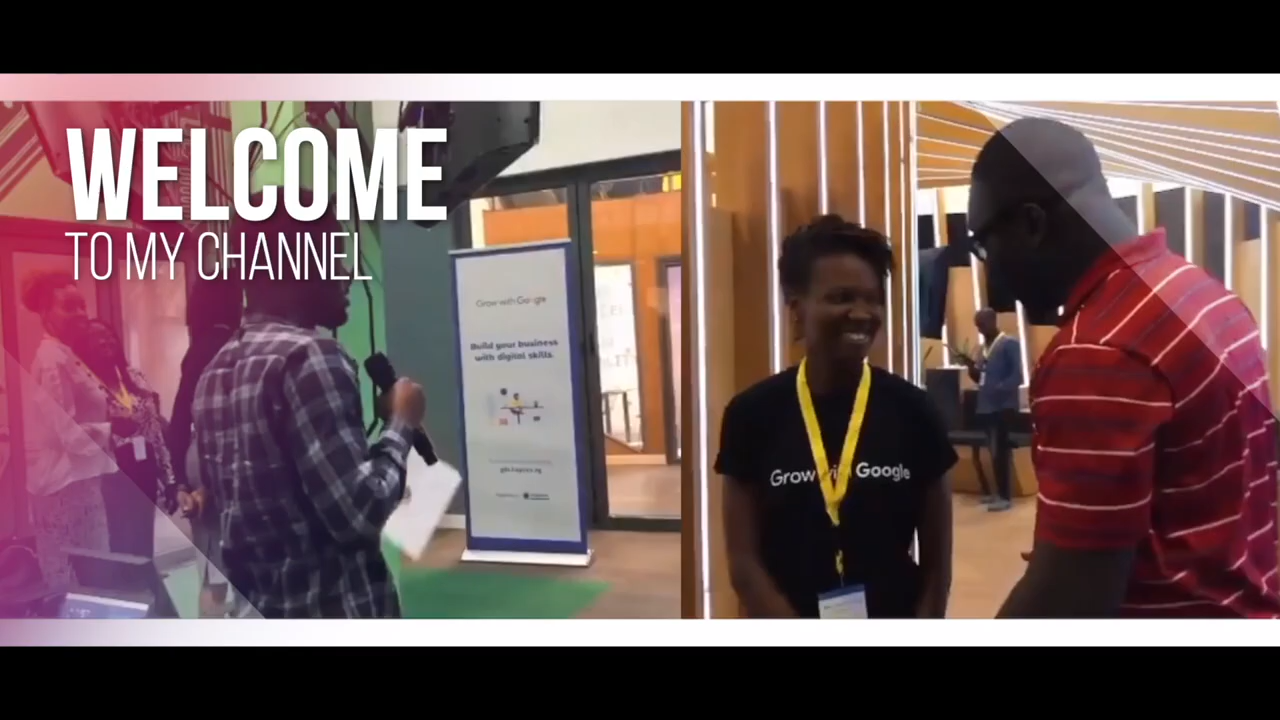 WELCOME
TO MY CHANNEL
Grow with Google
Build your business
with digital skills.
Grow with Google